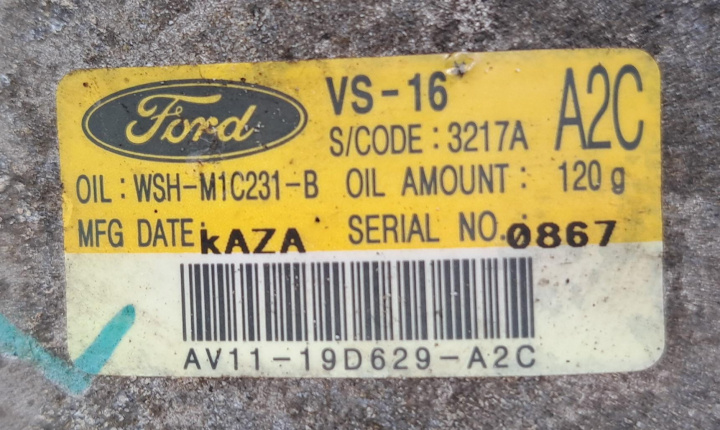 Ford VS-16 A2C
S/CODE : 3217A
OIL : WSH-M1C231-B OIL AMOUNT : 120 g
MFG DATE : kAZA SERIAL NO. : 0867
AV11-19D629-A2C